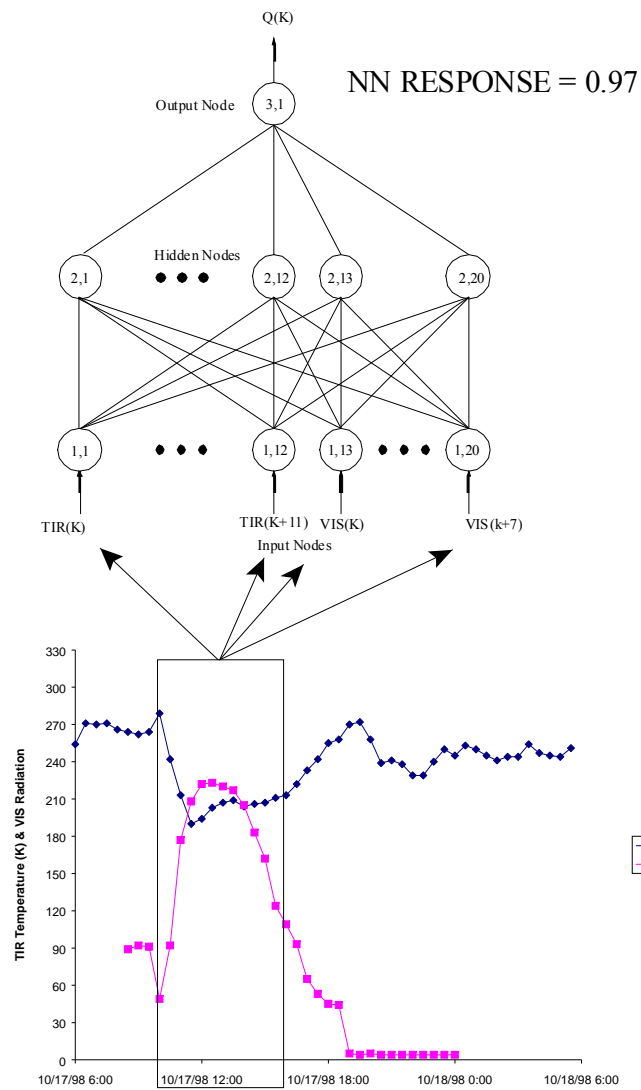 Q(K)
NN RESPONSE = 0.97
Output Node
3,1
Hidden Nodes
2,1
2,12
2,13
2,20
1,1
1,12
1,13
1,20
TIR(K)
TIR(K+11)
VIS(K)
VIS(k+7)
Input Nodes
330
300
270
240
210
180
150
120
90
60
30
0
TIR Temperature (K) & VIS Radiation
10/17/98 6:00
10/17/98 12:00
10/17/98 18:00
10/18/98 0:00
10/18/98 6:00